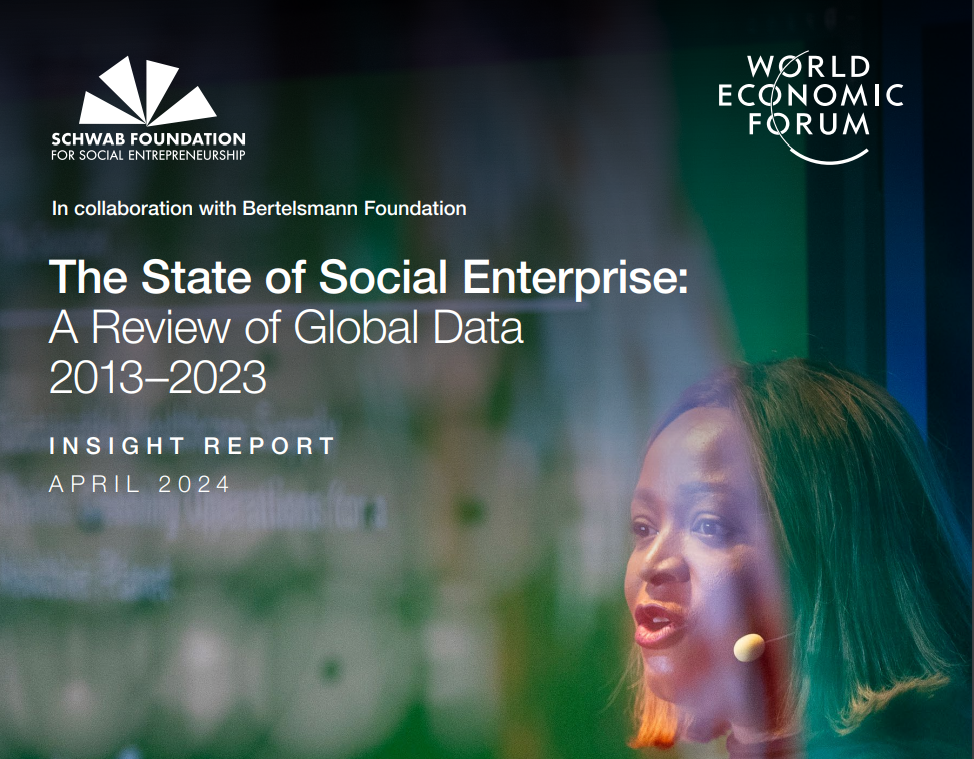 SCHWAB FOUNDATION
FOR SOCIAL ENTREPRENEURSHIP
WORLD
ECONOMIC
FORUM
In collaboration with Bertelsmann Foundation
The State of Social Enterprise:
A Review of Global Data
2013–2023
INSIGHT REPORT
APRIL 2024